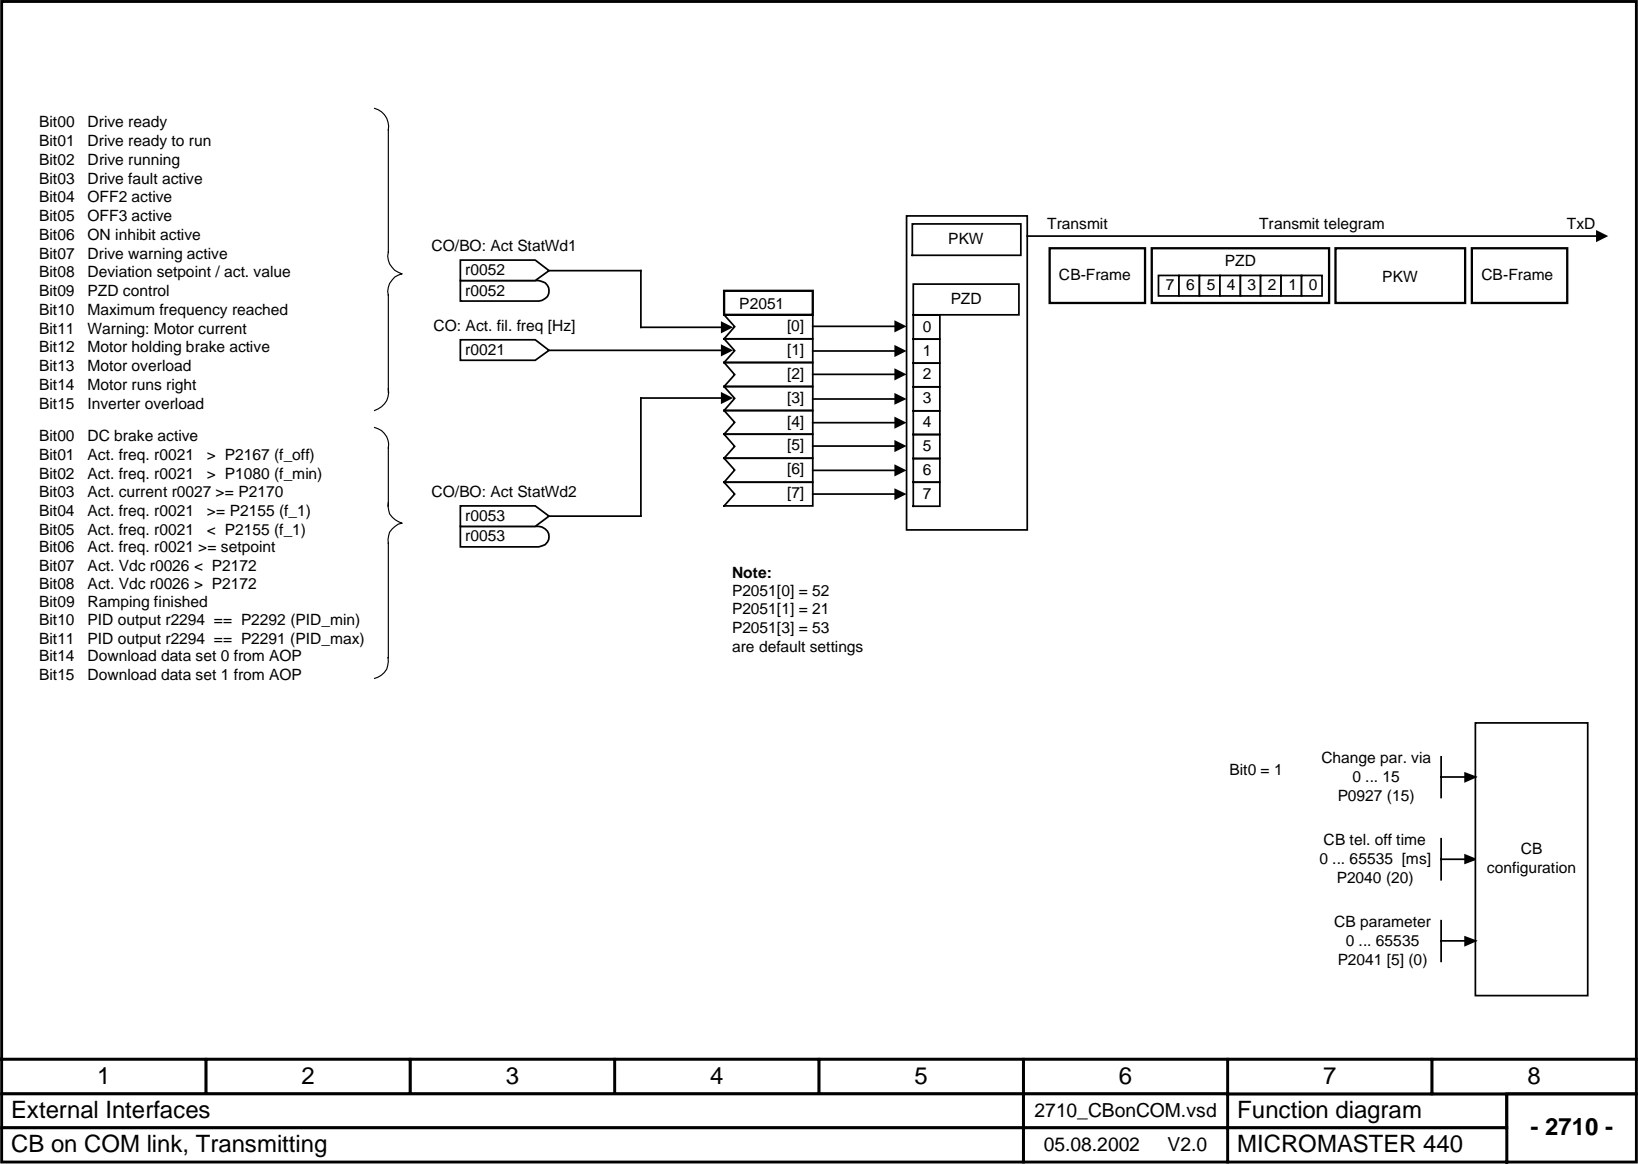 Bit00 Drive ready
Bit01 Drive ready to run
Bit02 Drive running
Bit03 Drive fault active
Bit04 OFF2 active
Bit05 OFF3 active
Bit06 ON inhibit active
Bit07 Drive warning active
Bit08 Deviation setpoint / act. value
Bit09 PZD control
Bit10 Maximum frequency reached
Bit11 Warning: Motor current
Bit12 Motor holding brake active
Bit13 Motor overload
Bit14 Motor runs right
Bit15 Inverter overload
Bit00 DC brake active
Bit01 Act. freq. r0021 > P2167 (f_off)
Bit02 Act. freq. r0021 > P1080 (f_min)
Bit03 Act. current r0027 >= P2170
Bit04 Act. freq. r0021 >= P2155 (f_1)
Bit05 Act. freq. r0021 < P2155 (f_1)
Bit06 Act. freq. r0021 >= setpoint
Bit07 Act. Vdc r0026 < P2172
Bit08 Act. Vdc r0026 > P2172
Bit09 Ramping finished
Bit10 PID output r2294 == P2292 (PID_min)
Bit11 PID output r2294 == P2291 (PID_max)
Bit14 Download data set 0 from AOP
Bit15 Download data set 1 from AOP
CO/BO: Act StatWd1
r0052
r0052
CO: Act. fil. freq [Hz]
r0021
CO/BO: Act StatWd2
r0053
r0053
P2051
[0]
[1]
[2]
[3]
[4]
[5]
[6]
[7]
Note:
P2051[0] = 52
P2051[1] = 21
P2051[3] = 53
are default settings
PKW
PZD
0
1
2
3
4
5
6
7
Transmit Transmit telegram TxD
CB-Frame
PZD
7 6 5 4 3 2 1 0
PKW
CB-Frame
Bit0 = 1
Change par. via
0 ... 15
P0927 (15)
CB tel. off time
0 ... 65535 [ms]
P2040 (20)
CB parameter
0 ... 65535
P2041 [5] (0)
CB
configuration
1 2 3 4 5 6 7 8
External Interfaces 2710_CBonCOM.vsd Function diagram
CB on COM link, Transmitting 05.08.2002 V2.0 MICROMASTER 440
- 2710 -